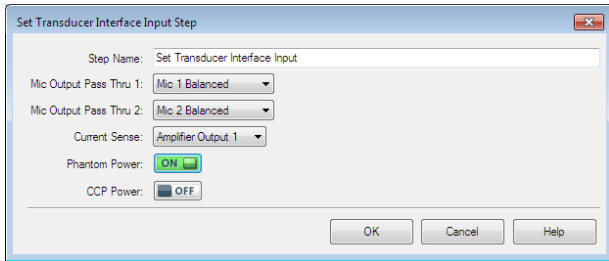 Set Transducer Interface Input Step
Step Name: Set Transducer Interface Input
Mic Output Pass Thru 1: Mic 1 Balanced
Mic Output Pass Thru 2: Mic 2 Balanced
Current Sense: Amplifier Output 1
Phantom Power: ON
CCP Power: OFF
OK Cancel Help